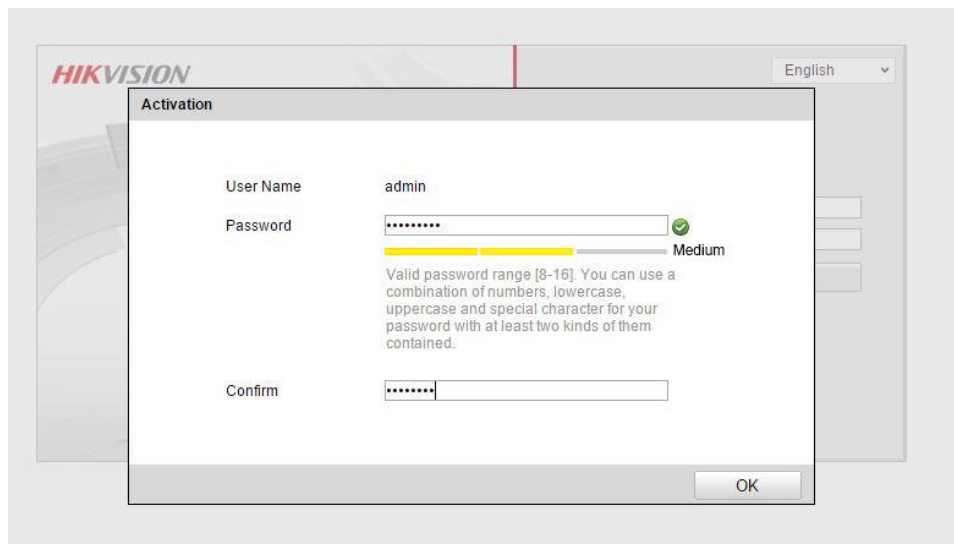 HIKVISION
English
Activation
User Name admin
Password •••••••••
Medium
Valid password range [8-16]. You can use a
combination of numbers, lowercase,
uppercase and special character for your
password with at least two kinds of them
contained.
Confirm ••••••••
OK